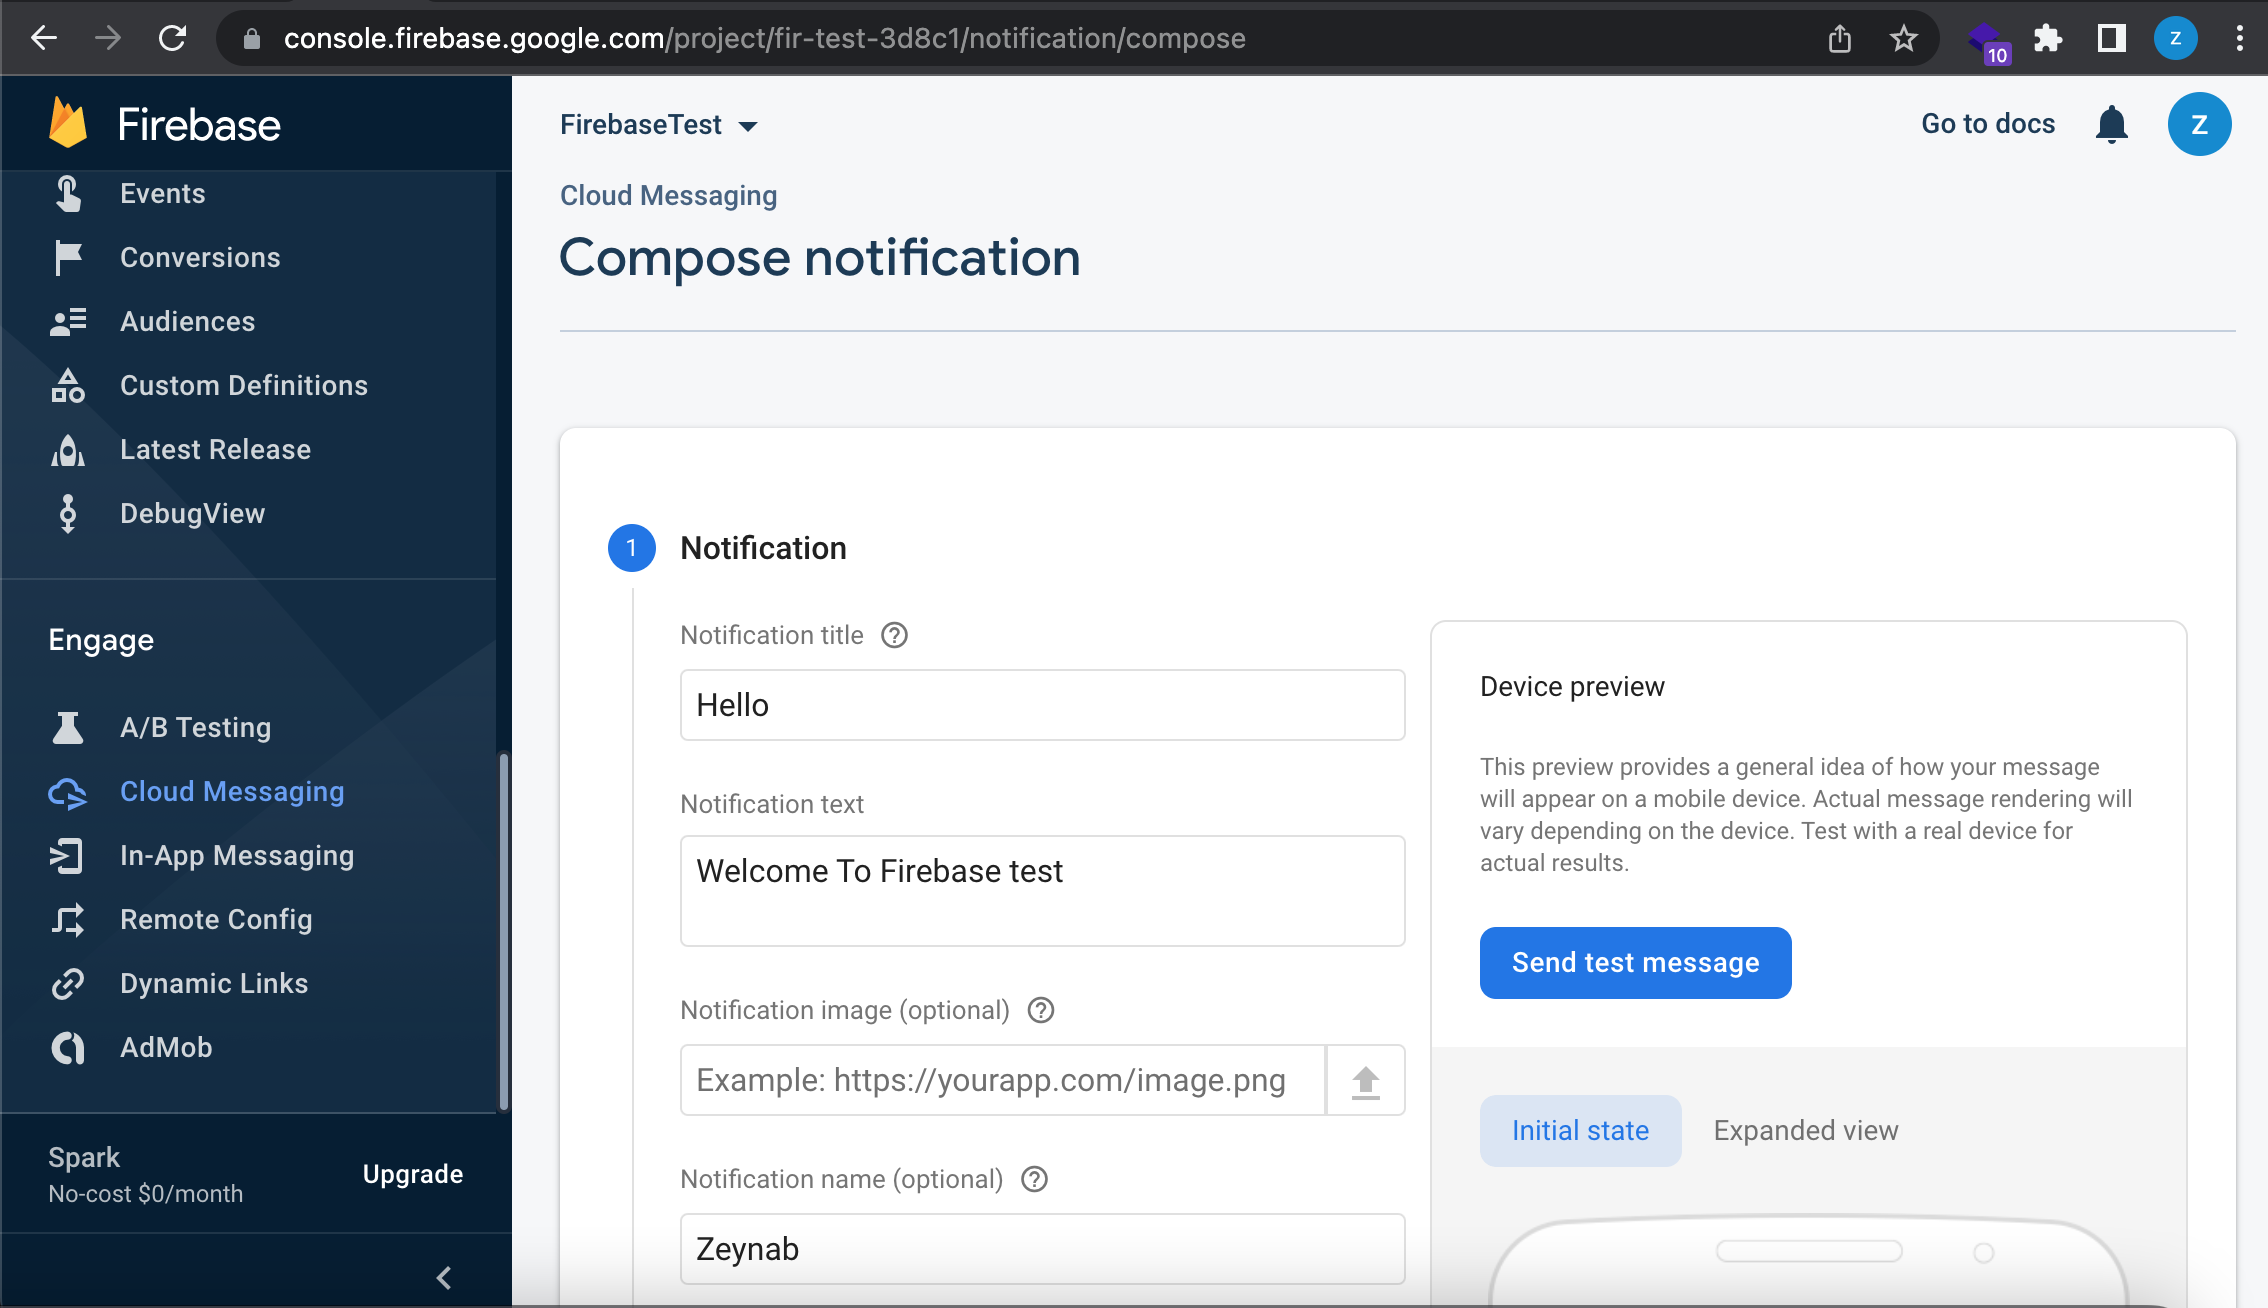 console.firebase.google.com/project/fir-test-3d8c1/notification/compose
10
Z
Firebase
Events
Conversions
Audiences
Custom Definitions
Latest Release
DebugView
Engage
A/B Testing
Cloud Messaging
In-App Messaging
Remote Config
Dynamic Links
AdMob
Spark
No-cost $0/month
Upgrade
FirebaseTest
Go to docs
Z
Cloud Messaging
Compose notification
1
Notification
Notification title
Hello
Notification text
Welcome To Firebase test
Notification image (optional)
Example: https://yourapp.com/image.png
Notification name (optional)
Zeynab
Device preview
This preview provides a general idea of how your message
will appear on a mobile device. Actual message rendering will
vary depending on the device. Test with a real device for
actual results.
Send test message
Initial state
Expanded view